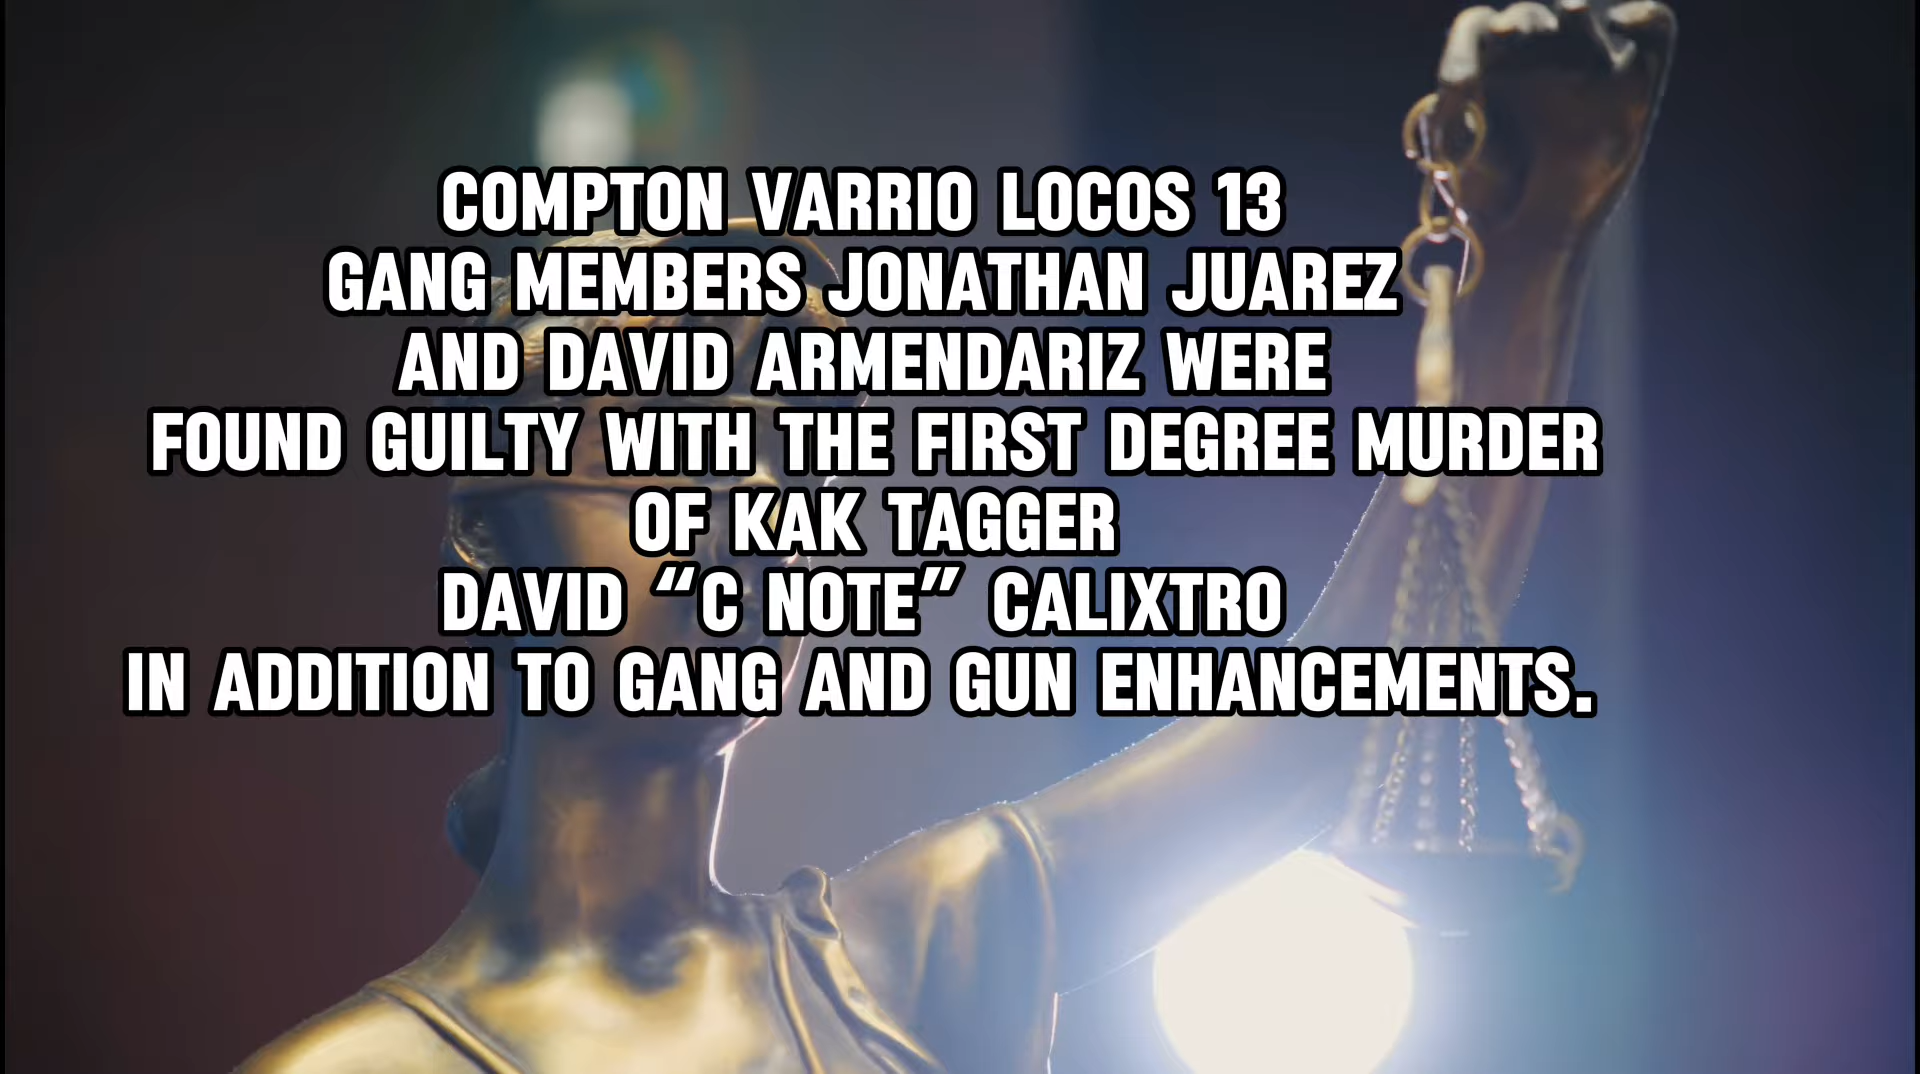 COMPTON VARRIO LOCOS 13
GANG MEMBERS JONATHAN JUAREZ
AND DAVID ARMENDARIZ WERE
FOUND GUILTY WITH THE FIRST DEGREE MURDER
OF KAK TAGGER
DAVID “C NOTE” CALIXTRO
IN ADDITION TO GANG AND GUN ENHANCEMENTS.